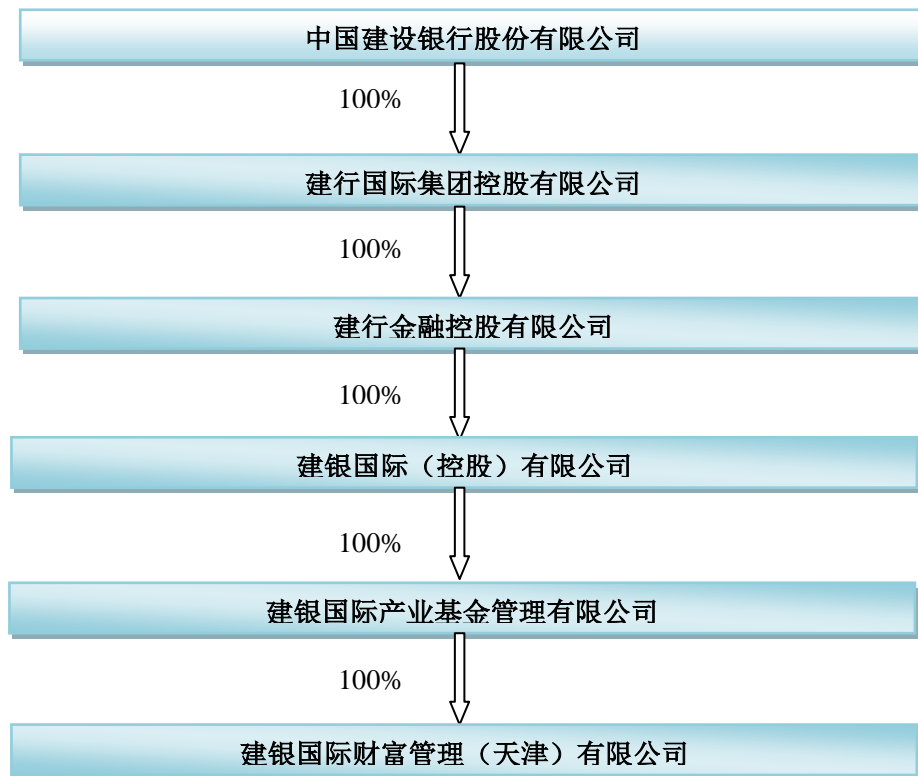 中国建设银行股份有限公司
100%
建行国际集团控股有限公司
100%
建行金融控股有限公司
100%
建银国际（控股）有限公司
100%
建银国际产业基金管理有限公司
100%
建银国际财富管理（天津）有限公司